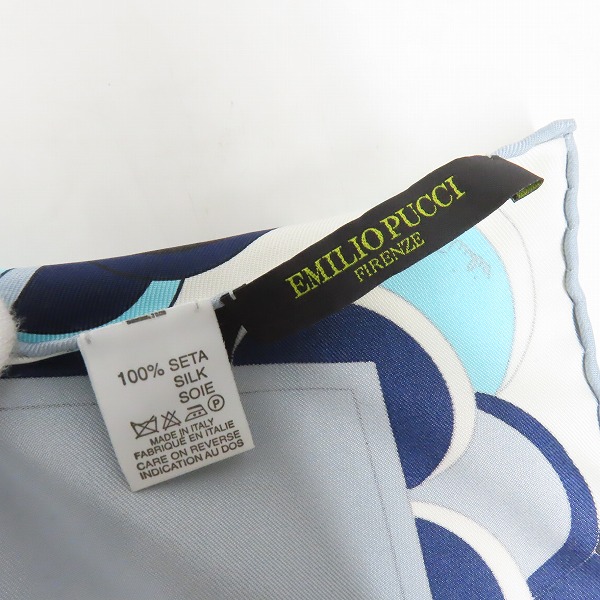 EMILIO PUCCI
FIRENZE
100% SETA
SILK
SOIE
P
MADE IN ITALY
FABRIQUE EN ITALIE
CARE ON REVERSE
INDICATION AU DOS